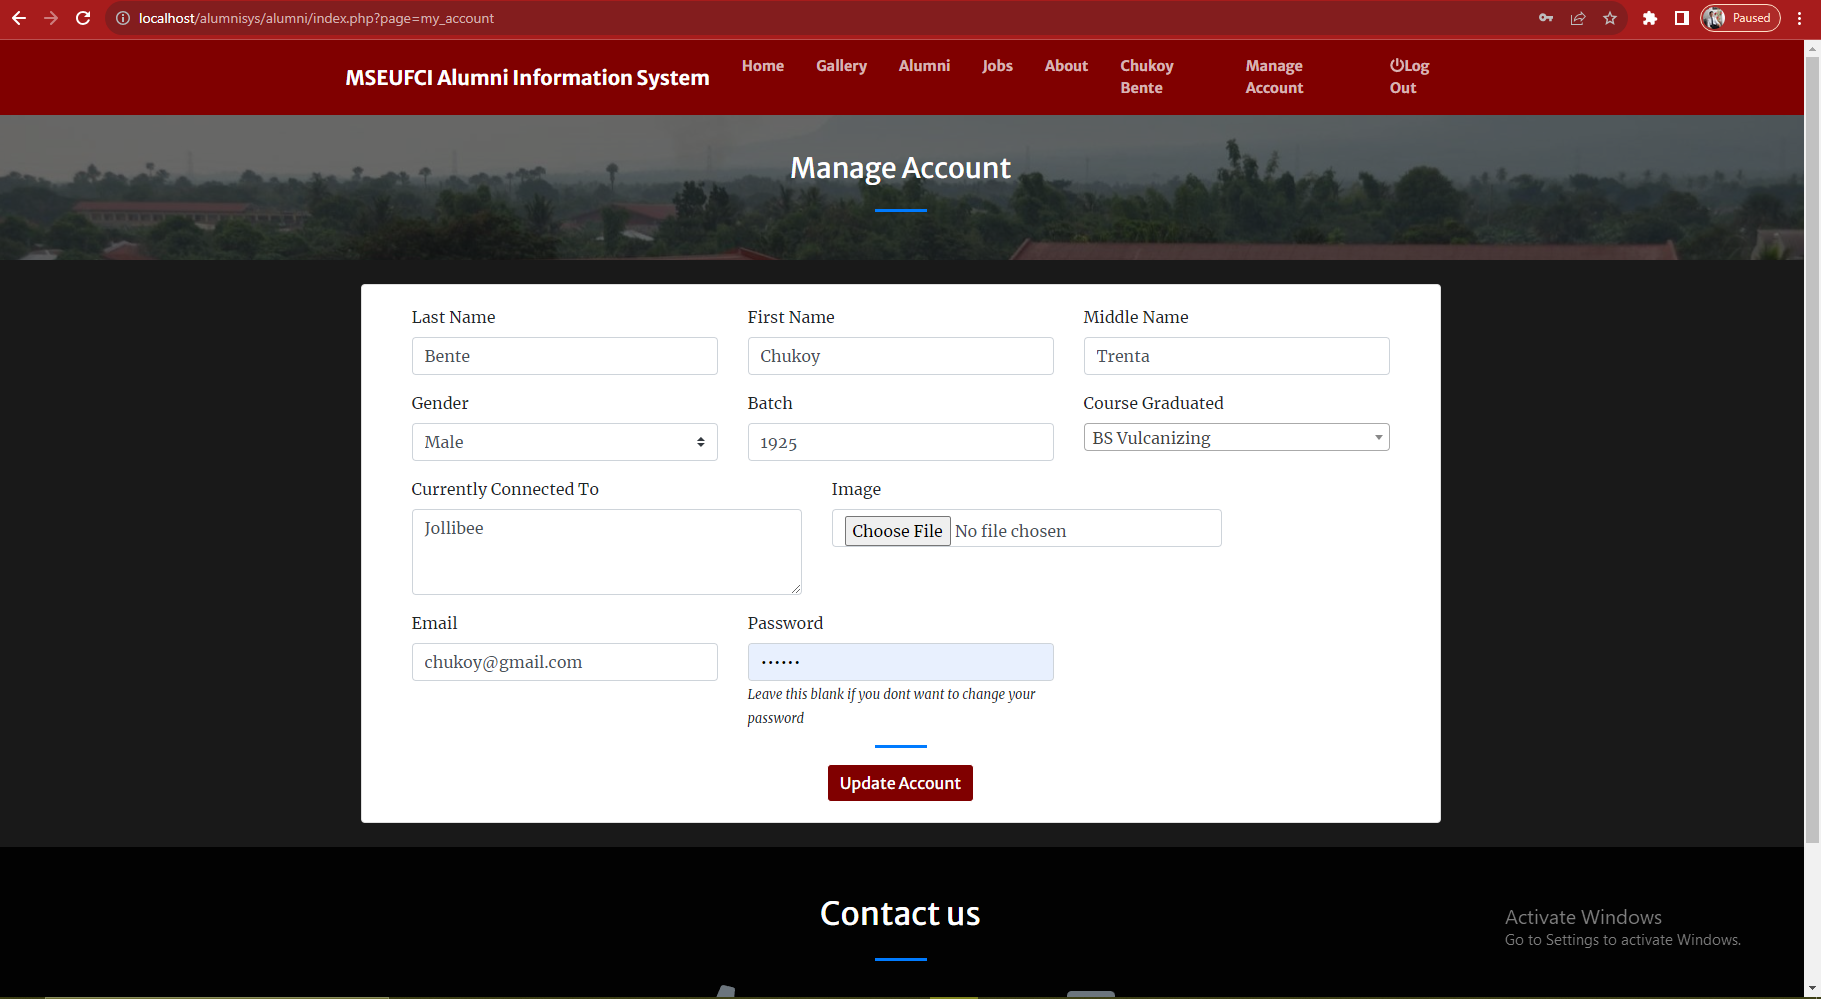 localhost/alumnisys/alumni/index.php?page=my_account
Paused
MSEUFCI Alumni Information System
Home
Gallery
Alumni
Jobs
About
Chukoy
Bente
Manage
Account
Log
Out
Manage Account
Last Name
First Name
Middle Name
Bente
Chukoy
Trenta
Gender
Batch
Course Graduated
Male
1925
BS Vulcanizing
Currently Connected To
Image
Jollibee
Choose File No file chosen
Email
Password
chukoy@gmail.com
••••••
Leave this blank if you dont want to change your
password
Update Account
Contact us
Activate Windows
Go to Settings to activate Windows.